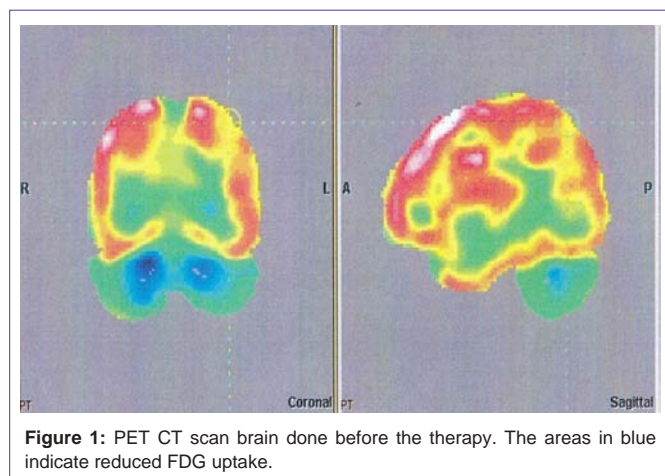 R
L
PT
Coronal
A
P
PT
Sagittal
Figure 1: PET CT scan brain done before the therapy. The areas in blue
indicate reduced FDG uptake.